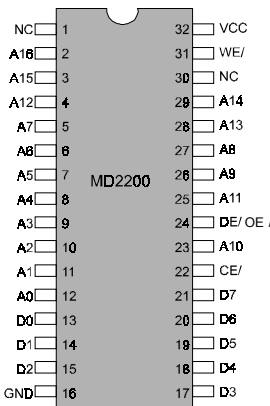 NC 1 32 VCC
A16 2 31 WE/
A15 3 30 NC
A12 4 29 A14
A7 5 28 A13
A6 6 27 A8
A5 7 26 A9
MD2200
A4 8 25 A11
A3 9 24 DE/ OE /
A2 10 23 A10
A1 11 22 CE/
A0 12 21 D7
D0 13 20 D6
D1 14 19 D5
D2 15 18 D4
GND 16 17 D3